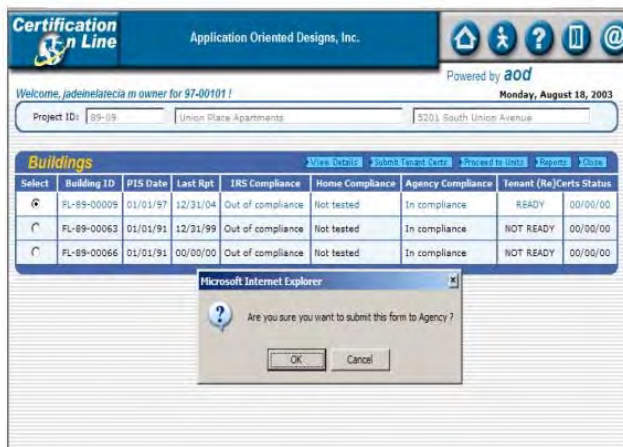 Certification
On Line
Application Oriented Designs, Inc.
Powered by aod
Welcome, jadeinelarecia m owner for 97-00101 !
Monday, August 18, 2003
Project ID: 89-09 Union Place Apartments 5201 South Union Avenue
Buildings View Details Submit Tenant Certs Proceed to Units Reports Close
Select Building ID PIS Date Last Rpt IRS Compliance Home Compliance Agency Compliance Tenant (Re)Certs Status
FL-89-00009 01/01/97 12/31/04 Out of compliance Not tested In compliance READY 00/00/00
FL-89-00063 01/01/91 12/31/99 Out of compliance Not tested In compliance NOT READY 00/00/00
FL-89-00066 01/01/91 00/00/00 Out of compliance Not tested In compliance NOT READY 00/00/00
Microsoft Internet Explorer
Are you sure you want to submit this form to Agency ?
OK Cancel